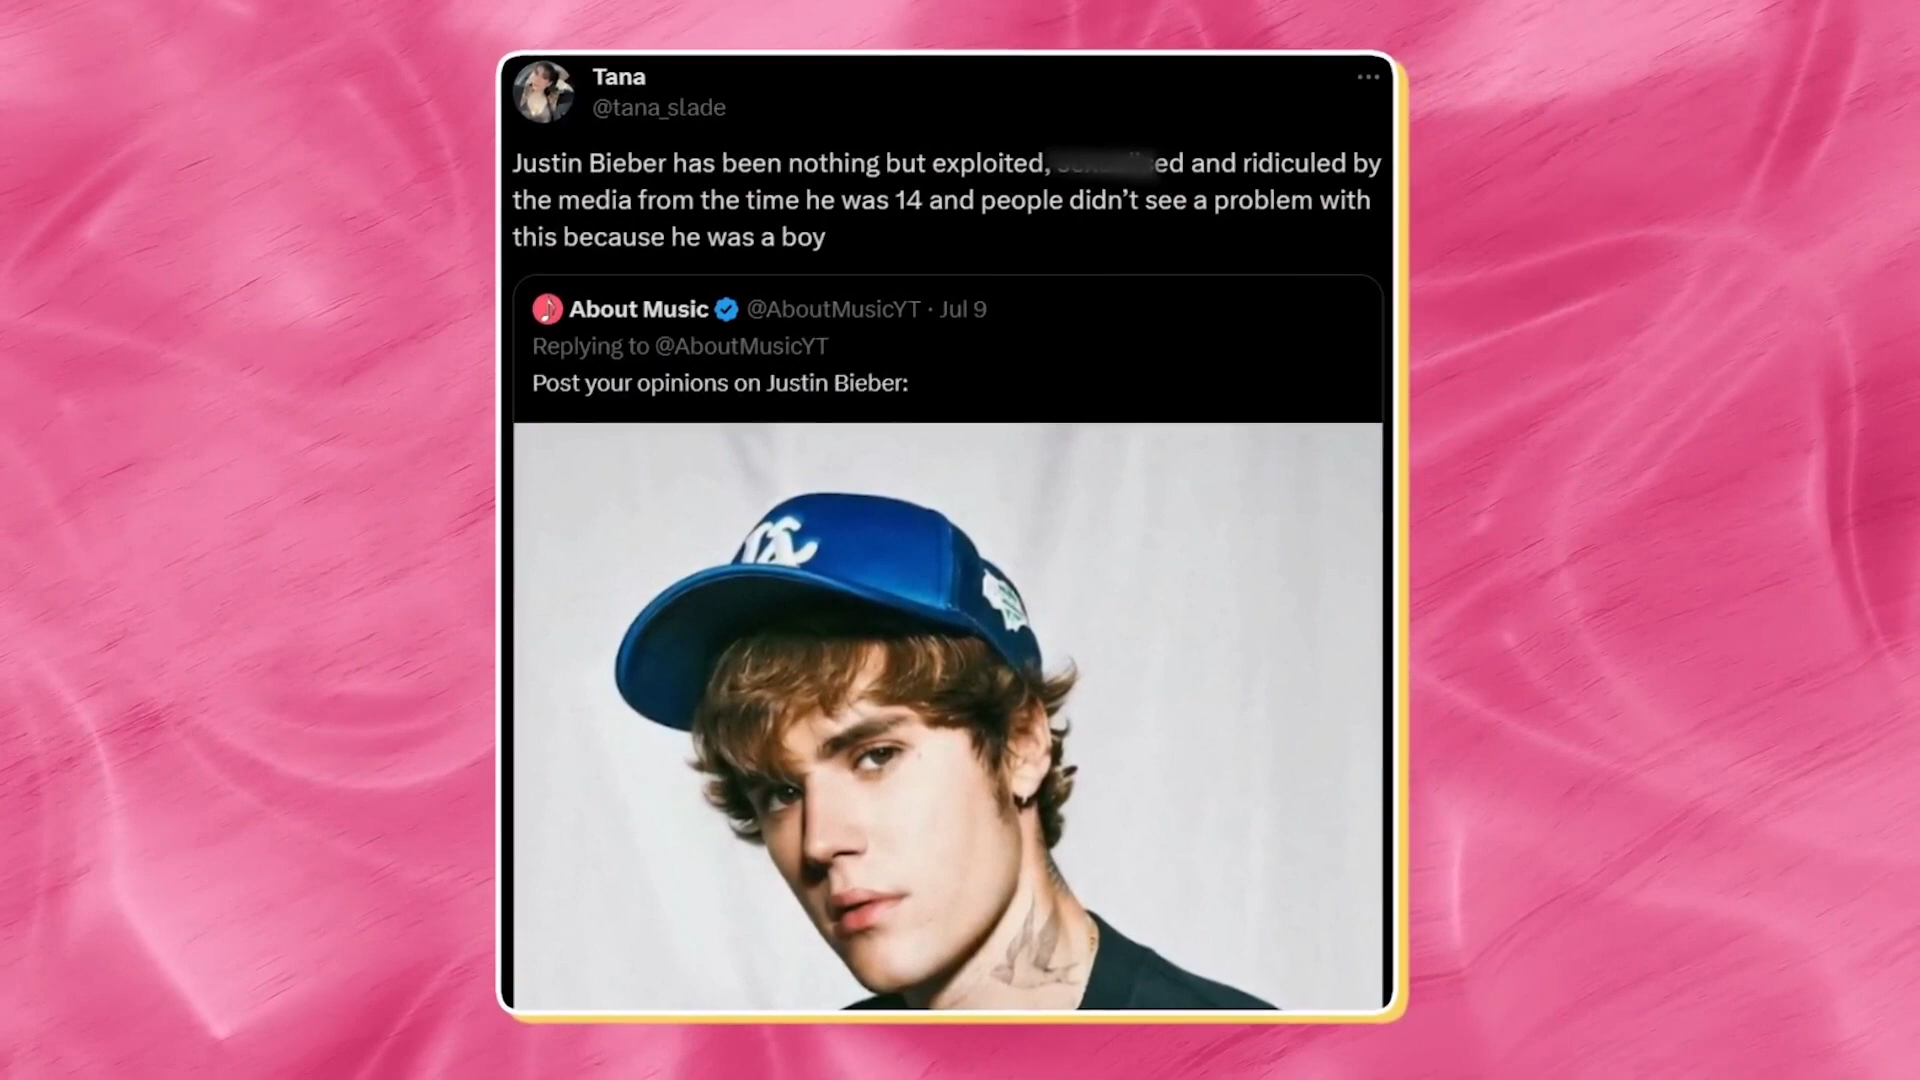 Tana
@tana_slade
Justin Bieber has been nothing but exploited, ed and ridiculed by
the media from the time he was 14 and people didn’t see a problem with
this because he was a boy
About Music @AboutMusicYT · Jul 9
Replying to @AboutMusicYT
Post your opinions on Justin Bieber: